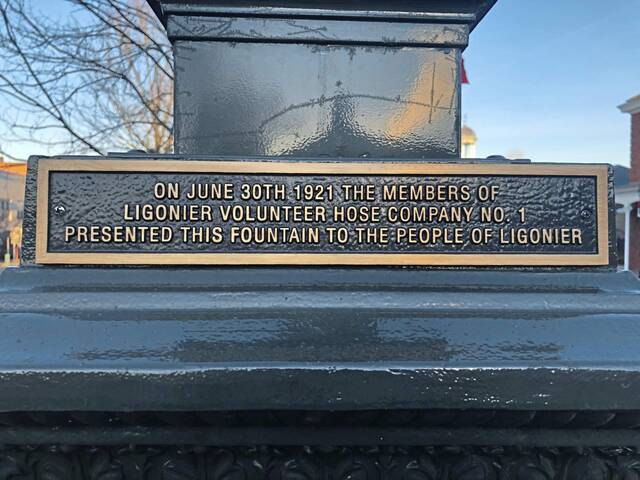 ON JUNE 30TH 1921 THE MEMBERS OF
LIGONIER VOLUNTEER HOSE COMPANY NO. 1
PRESENTED THIS FOUNTAIN TO THE PEOPLE OF LIGONIER